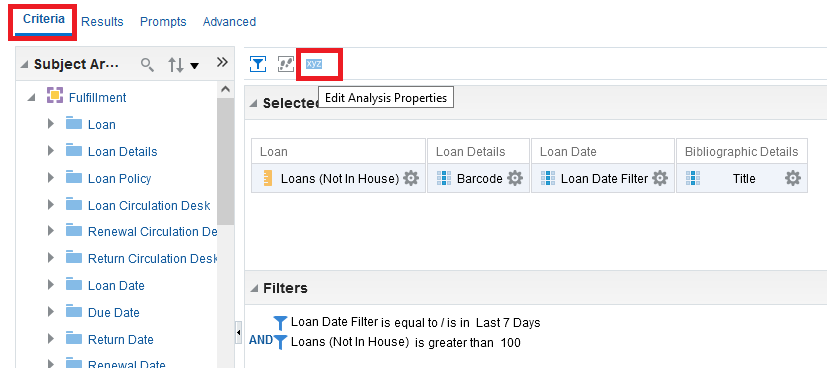 Criteria Results Prompts Advanced
Subject Ar...
xyz
Edit Analysis Properties
Fulfillment
Loan
Loan Details
Loan Policy
Loan Circulation Desk
Renewal Circulation De
Return Circulation Desk
Loan Date
Due Date
Return Date
Renewal Date
Selected
Loan Loan Details Loan Date Bibliographic Details
Loans (Not In House) Barcode Loan Date Filter Title
Filters
Loan Date Filter is equal to / is in Last 7 Days
AND Loans (Not In House) is greater than 100